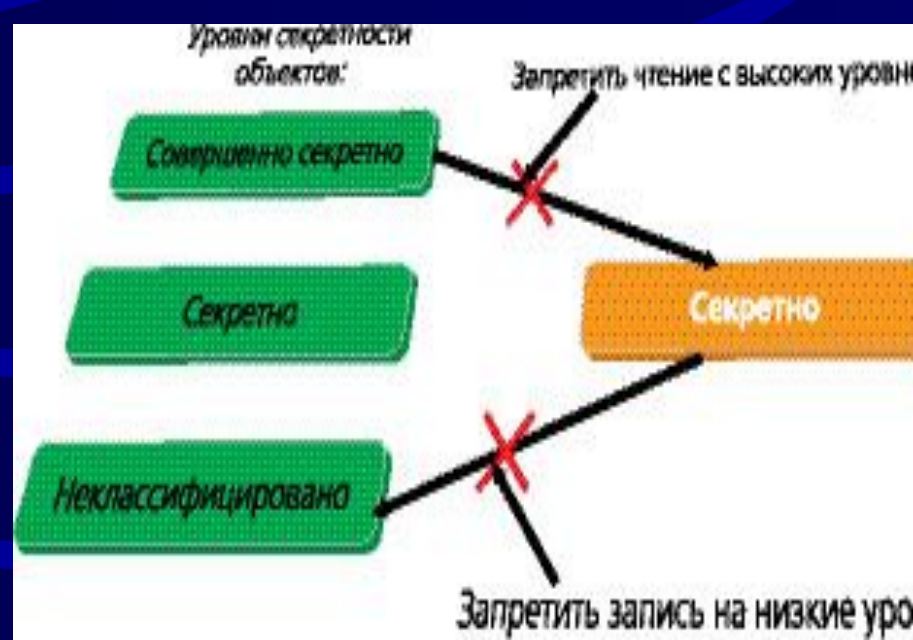 Уровни секретности
объектов:
Запретить чтение с высоких уровне
Совершенно секретно
Секретно
Секретно
Неклассифицировано
Запретить запись на низкие уро